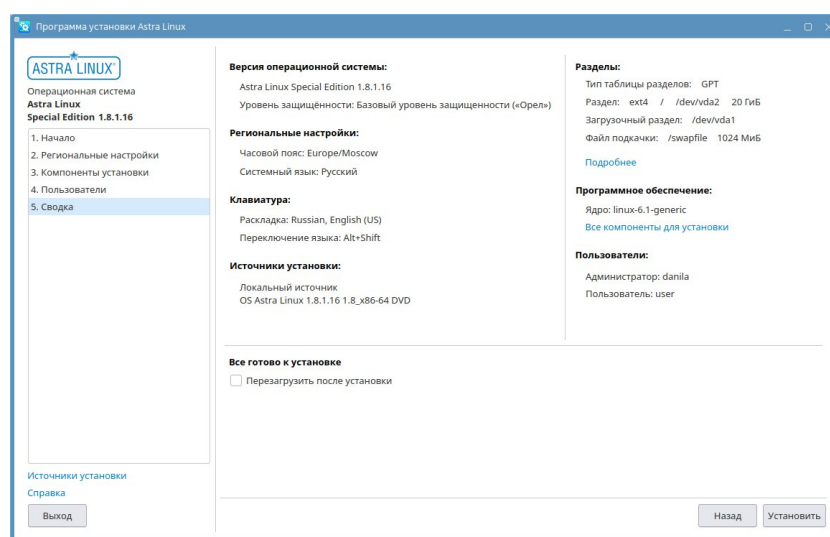 Программа установки Astra Linux
ASTRA LINUX®
Операционная система
Astra Linux
Special Edition 1.8.1.16
1. Начало
2. Региональные настройки
3. Компоненты установки
4. Пользователи
5. Сводка
Источники установки
Справка
Выход
Версия операционной системы:
Astra Linux Special Edition 1.8.1.16
Уровень защищённости: Базовый уровень защищенности («Орел»)
Региональные настройки:
Часовой пояс: Europe/Moscow
Системный язык: Русский
Клавиатура:
Раскладка: Russian, English (US)
Переключение языка: Alt+Shift
Источники установки:
Локальный источник
OS Astra Linux 1.8.1.16 1.8_x86-64 DVD
Разделы:
Тип таблицы разделов: GPT
Раздел: ext4 / /dev/vda2 20 ГиБ
Загрузочный раздел: /dev/vda1
Файл подкачки: /swapfile 1024 МиБ
Подробнее
Программное обеспечение:
Ядро: linux-6.1-generic
Все компоненты для установки
Пользователи:
Администратор: danila
Пользователь: user
Все готово к установке
Перезагрузить после установки
Назад
Установить